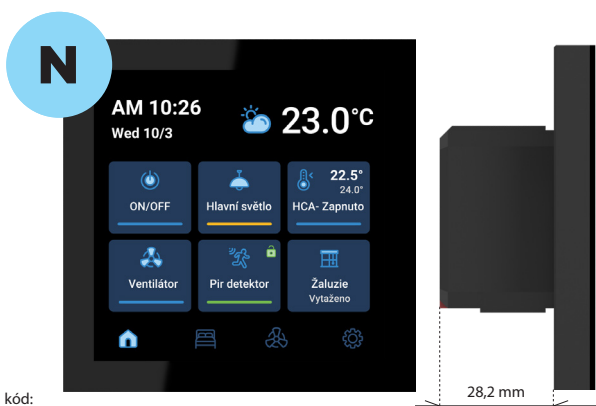 N
AM 10:26
Wed 10/3
23.0°C
ON/OFF
Hlavní světlo
22.5°
24.0°
HCA- Zapnuto
Ventilátor
Pir detektor
Žaluzie
Vytaženo
28,2 mm
kód: